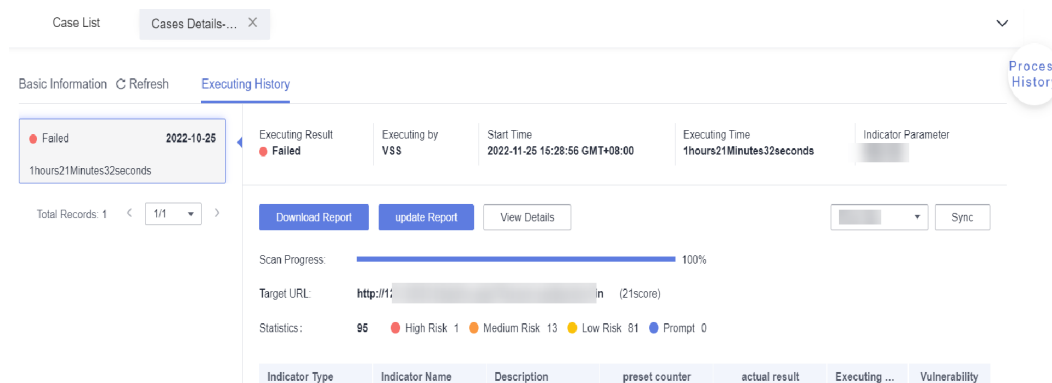 Case List Cases Details-...
Basic Information Refresh Executing History
Proces
Histor
Failed 2022-10-25
1hours21Minutes32seconds
Total Records: 1 1/1
Executing Result Executing by Start Time Executing Time Indicator Parameter
Failed VSS 2022-11-25 15:28:56 GMT+08:00 1hours21Minutes32seconds
Download Report update Report View Details Sync
Scan Progress: 100%
Target URL: http://12 in (21score)
Statistics: 95 High Risk 1 Medium Risk 13 Low Risk 81 Prompt 0
Indicator Type Indicator Name Description preset counter actual result Executing ... Vulnerability